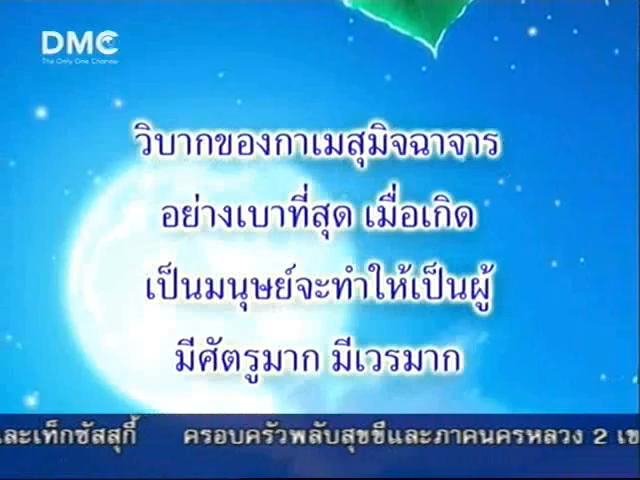 DMC
The Only One Channel
วิบากของกาเมสุมิจฉาจาร
อย่างเบาที่สุด เมื่อเกิด
เป็นมนุษย์จะทำให้เป็นผู้
มีศัตรูมาก มีเวรมาก
ละเท็กซัสสุกี้ ครอบครัวพลับสุขขีและภาคนครหลวง 2 เข